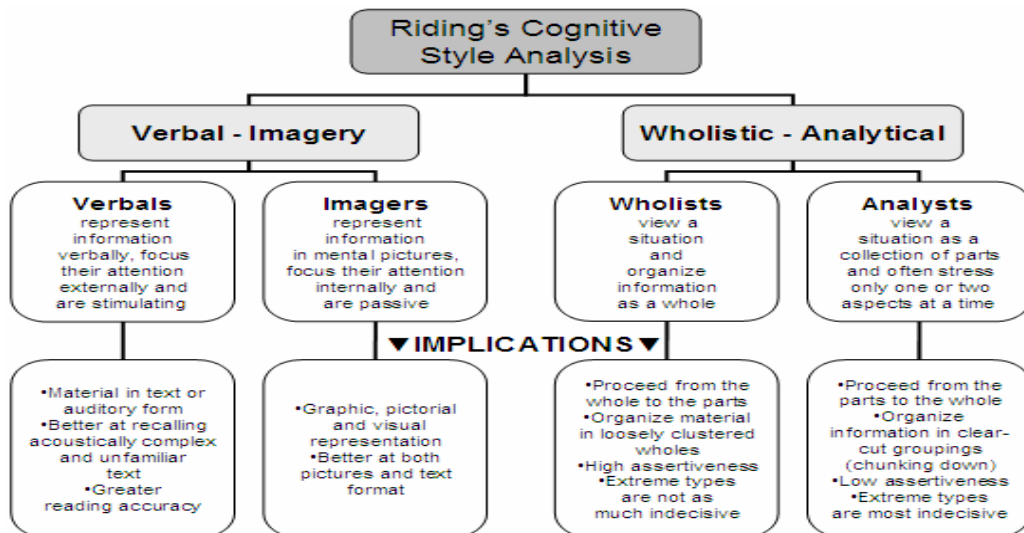 Riding's Cognitive
Style Analysis
Verbal - Imagery
Wholistic - Analytical
Verbals
represent
information
verbally, focus
their attention
externally and
are stimulating
Imagers
represent
information
in mental pictures,
focus their attention
internally and
are passive
Wholists
view a
situation
and
organize
information
as a whole
Analysts
view a
situation as a
collection of parts
and often stress
only one or two
aspects at a time
▼IMPLICATIONS▼
•Material in text or
auditory form
•Better at recalling
acoustically complex
and unfamiliar
text
•Greater
reading accuracy
•Graphic, pictorial
and visual
representation
•Better at both
pictures and text
format
•Proceed from the
whole to the parts
•Organize material
in loosely clustered
wholes
•High assertiveness
•Extreme types
are not as
much indecisive
•Proceed from the
parts to the whole
•Organize
information in clear-
cut groupings
(chunking down)
•Low assertiveness
•Extreme types
are most indecisive